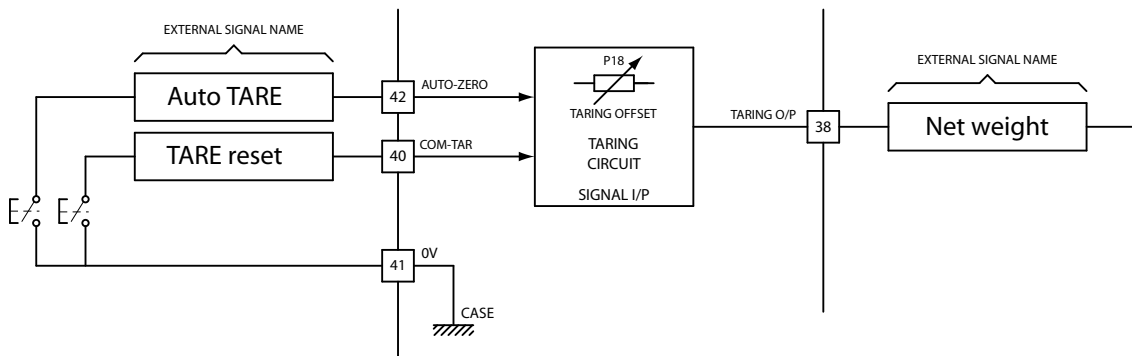 EXTERNAL SIGNAL NAME
Auto TARE
42
AUTO-ZERO
TARE reset
40
COM-TAR
41
0V
CASE
P18
TARING OFFSET
TARING
CIRCUIT
SIGNAL I/P
TARING O/P
38
EXTERNAL SIGNAL NAME
Net weight